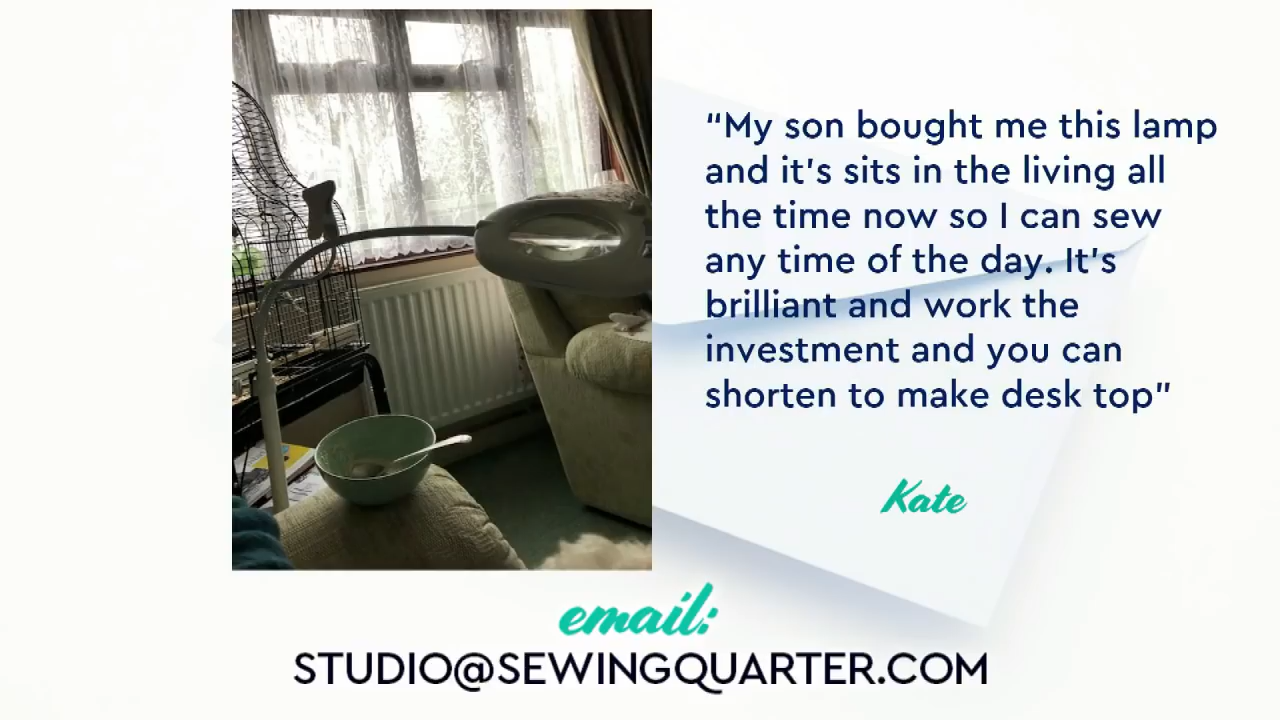 “My son bought me this lamp
and it’s sits in the living all
the time now so I can sew
any time of the day. It’s
brilliant and work the
investment and you can
shorten to make desk top”
Kate
email:
STUDIO@SEWINGQUARTER.COM